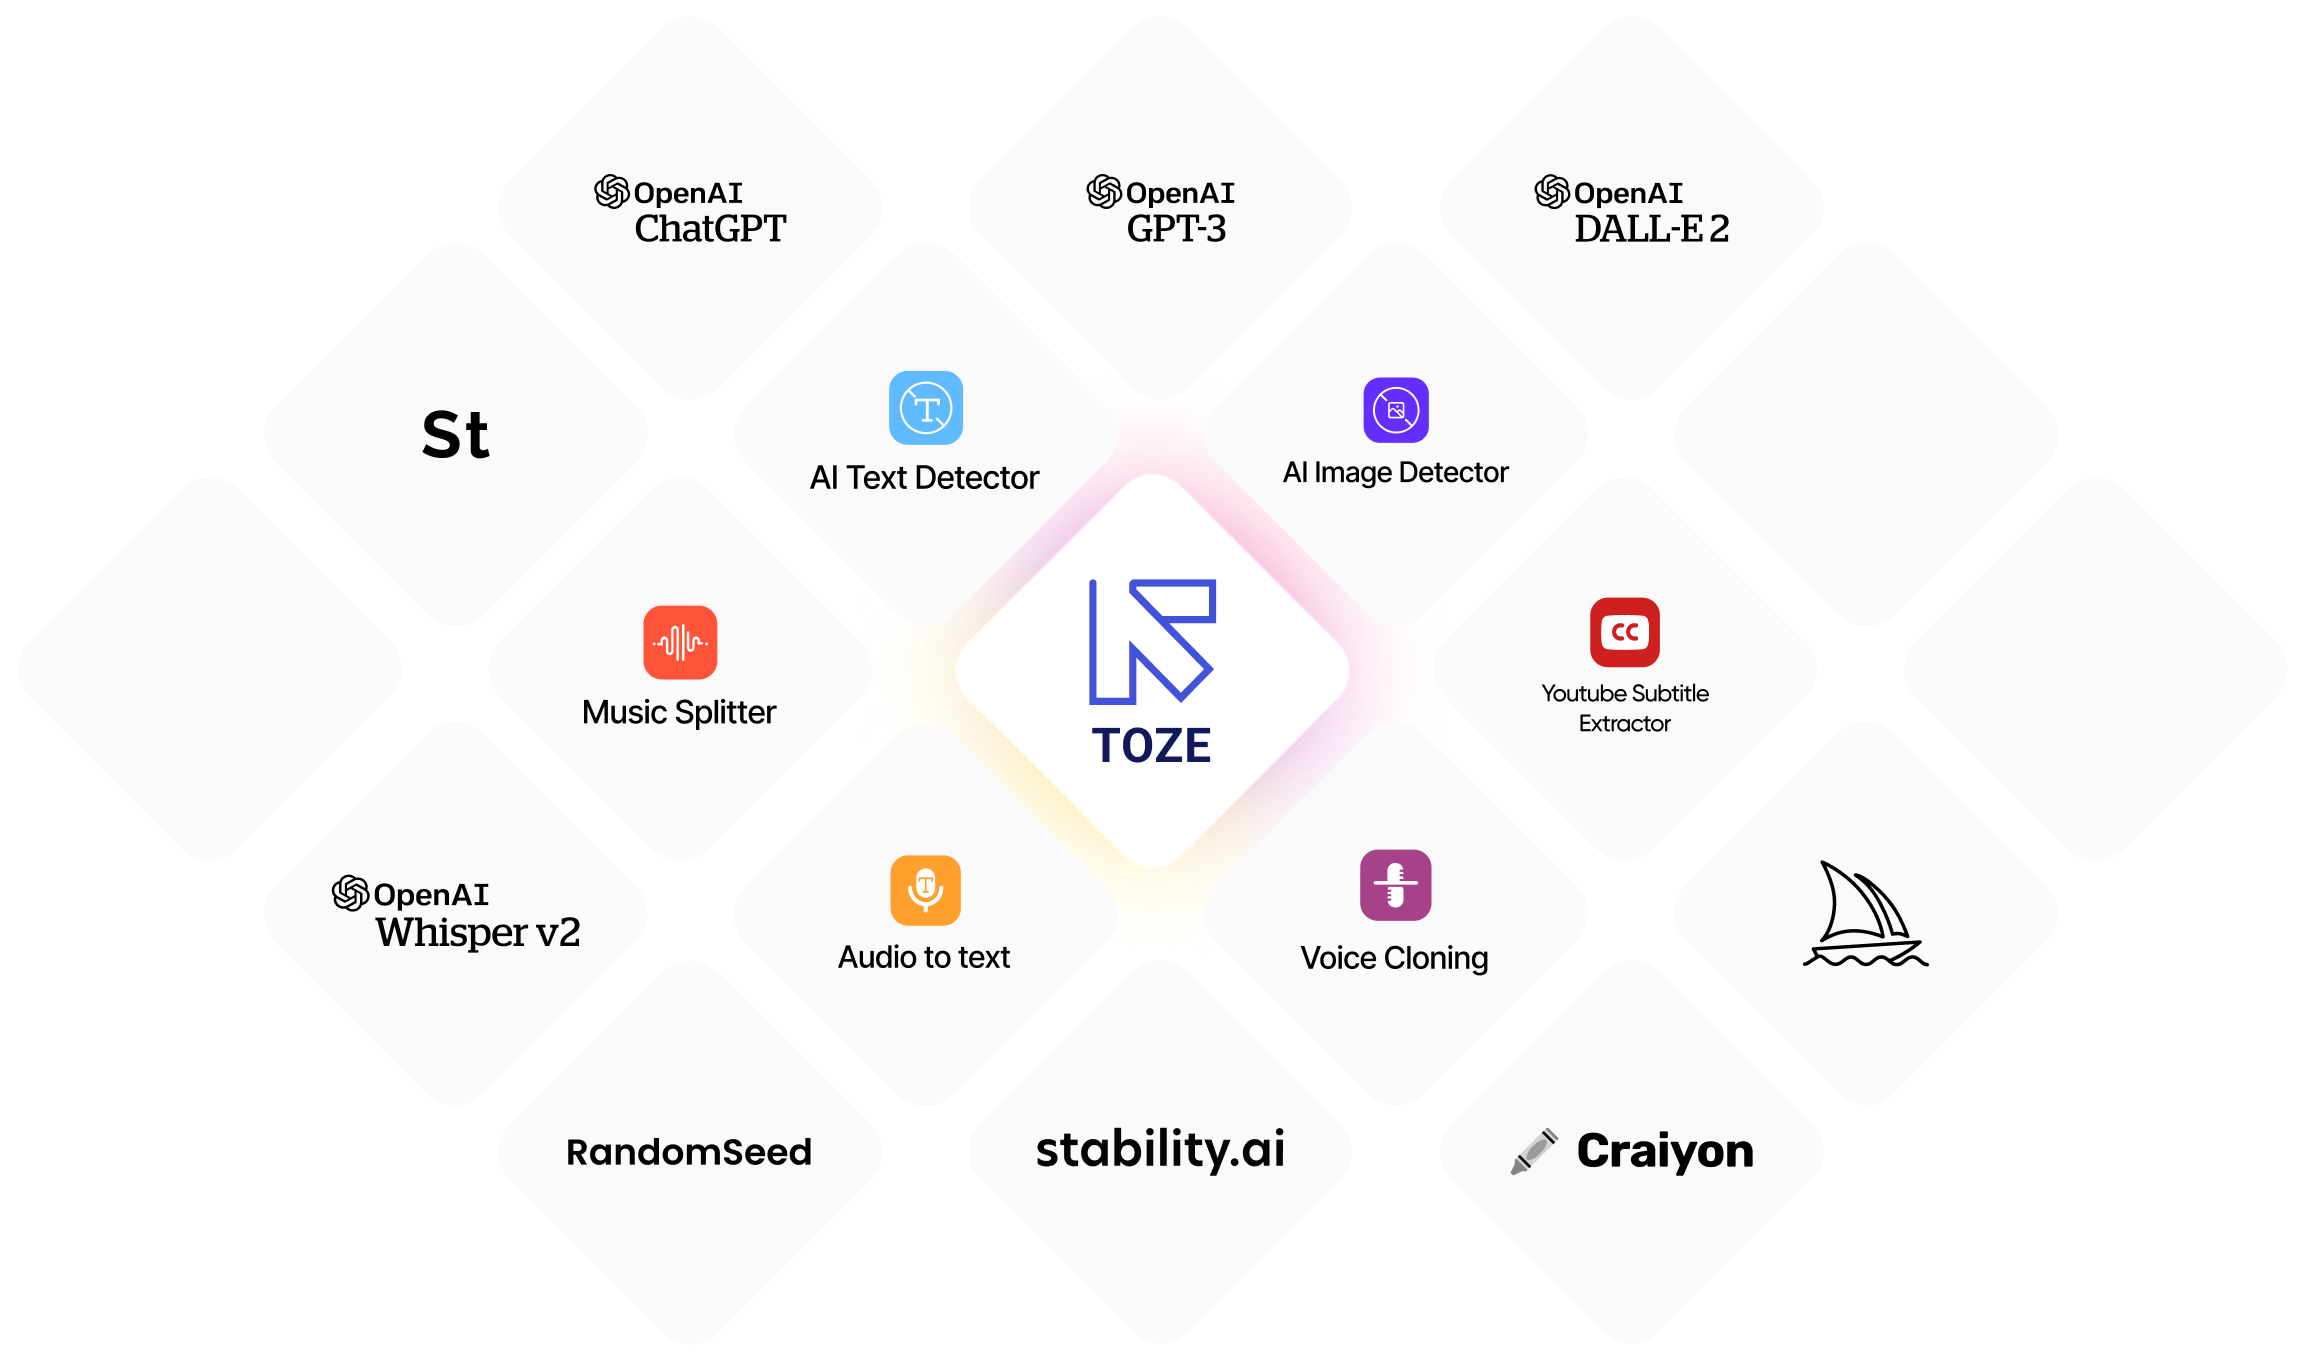 OpenAI
ChatGPT
OpenAI
GPT-3
OpenAI
DALL-E 2
St
AI Text Detector
AI Image Detector
Music Splitter
TOZE
CC
Youtube Subtitle
Extractor
OpenAI
Whisper v2
T
Audio to text
Voice Cloning
RandomSeed
stability.ai
Craiyon